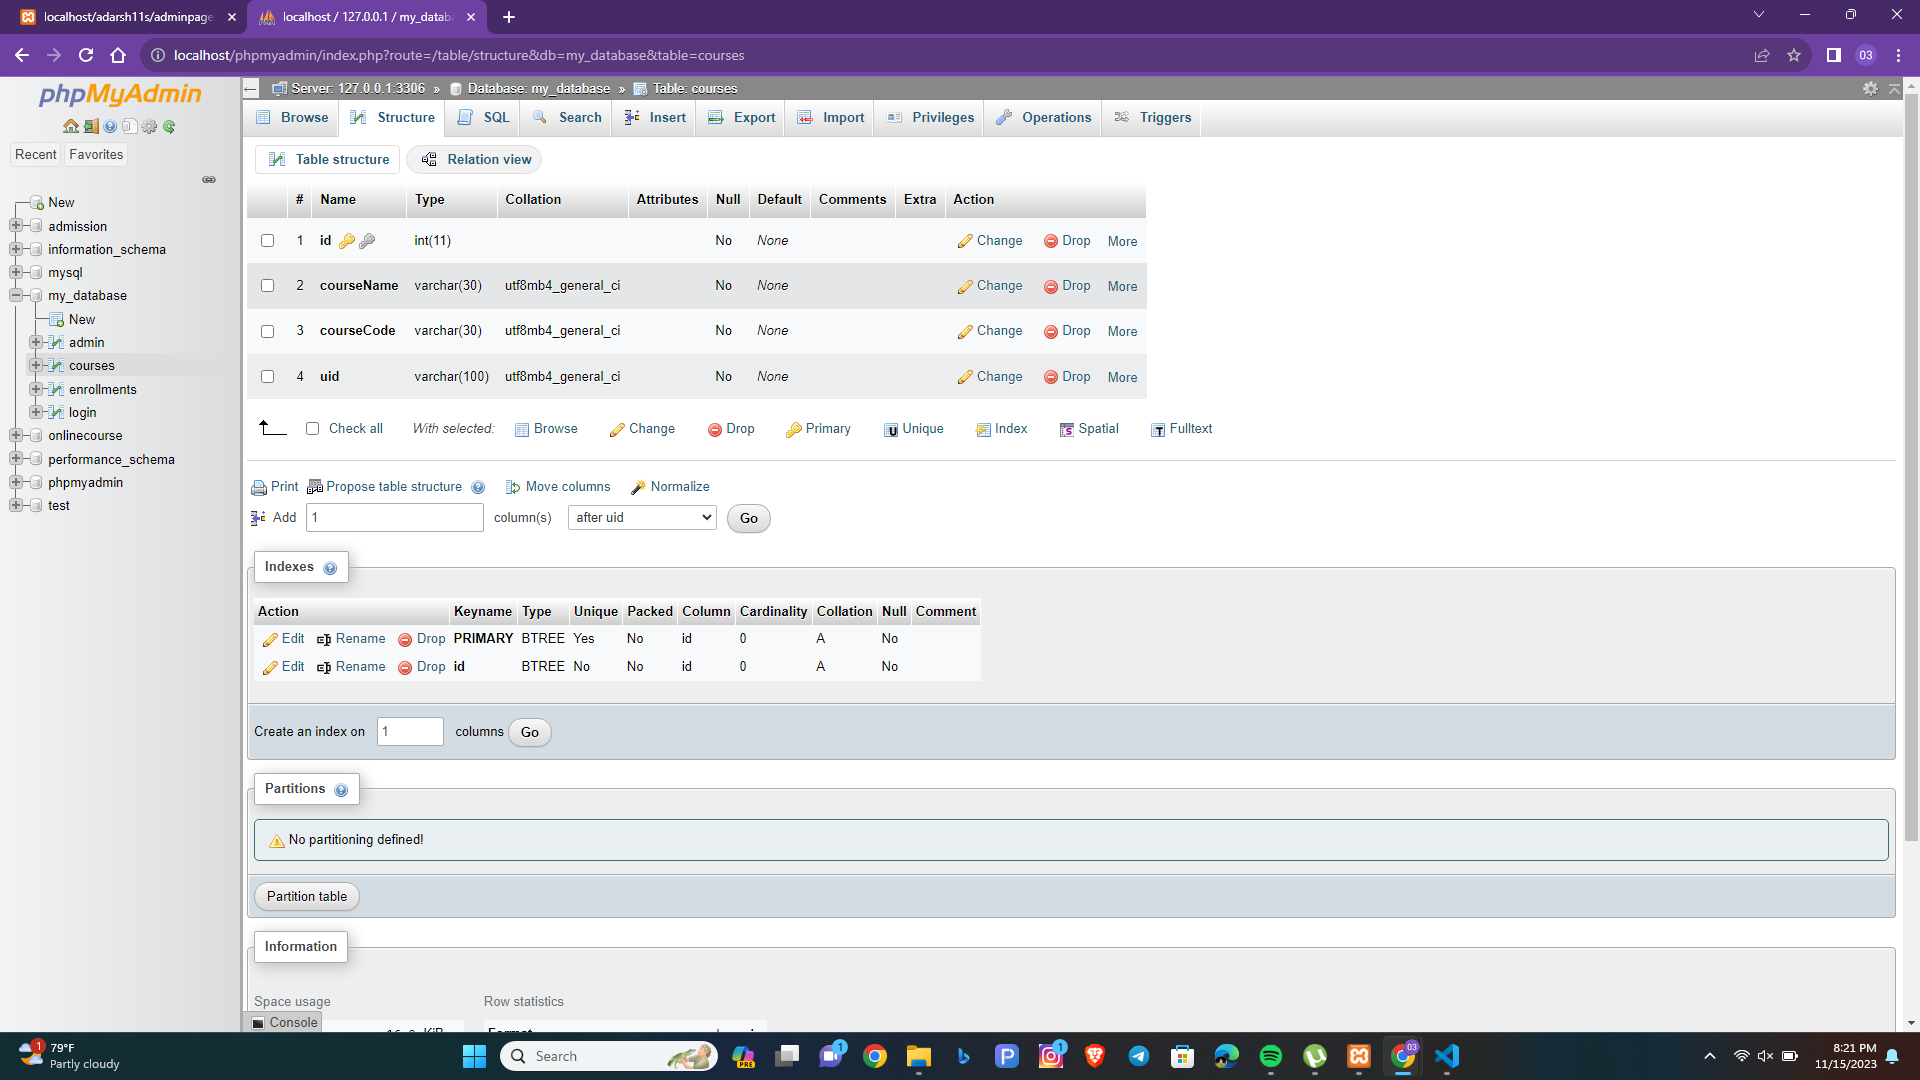 localhost/adarsh11s/adminpage
localhost / 127.0.0.1 / my_datab
localhost/phpmyadmin/index.php?route=/table/structure&db=my_database&table=courses
03
phpMyAdmin
Recent
Favorites
New
admission
information_schema
mysql
my_database
New
admin
courses
enrollments
login
onlinecourse
performance_schema
phpmyadmin
test
Server: 127.0.0.1:3306 » Database: my_database » Table: courses
Browse Structure SQL Search Insert Export Import Privileges Operations Triggers
Table structure Relation view
# Name Type Collation Attributes Null Default Comments Extra Action
1 id int(11) No None Change Drop More
2 courseName varchar(30) utf8mb4_general_ci No None Change Drop More
3 courseCode varchar(30) utf8mb4_general_ci No None Change Drop More
4 uid varchar(100) utf8mb4_general_ci No None Change Drop More
Check all With selected: Browse Change Drop Primary Unique Index Spatial Fulltext
Print Propose table structure Move columns Normalize
Add 1 column(s) after uid Go
Indexes
Action Keyname Type Unique Packed Column Cardinality Collation Null Comment
Edit Rename Drop PRIMARY BTREE Yes No id 0 A No
Edit Rename Drop id BTREE No No id 0 A No
Create an index on 1 columns Go
Partitions
No partitioning defined!
Partition table
Information
Space usage Row statistics
Console
1
79°F
Partly cloudy
Search
PRE
1
1
03
8:21 PM
11/15/2023